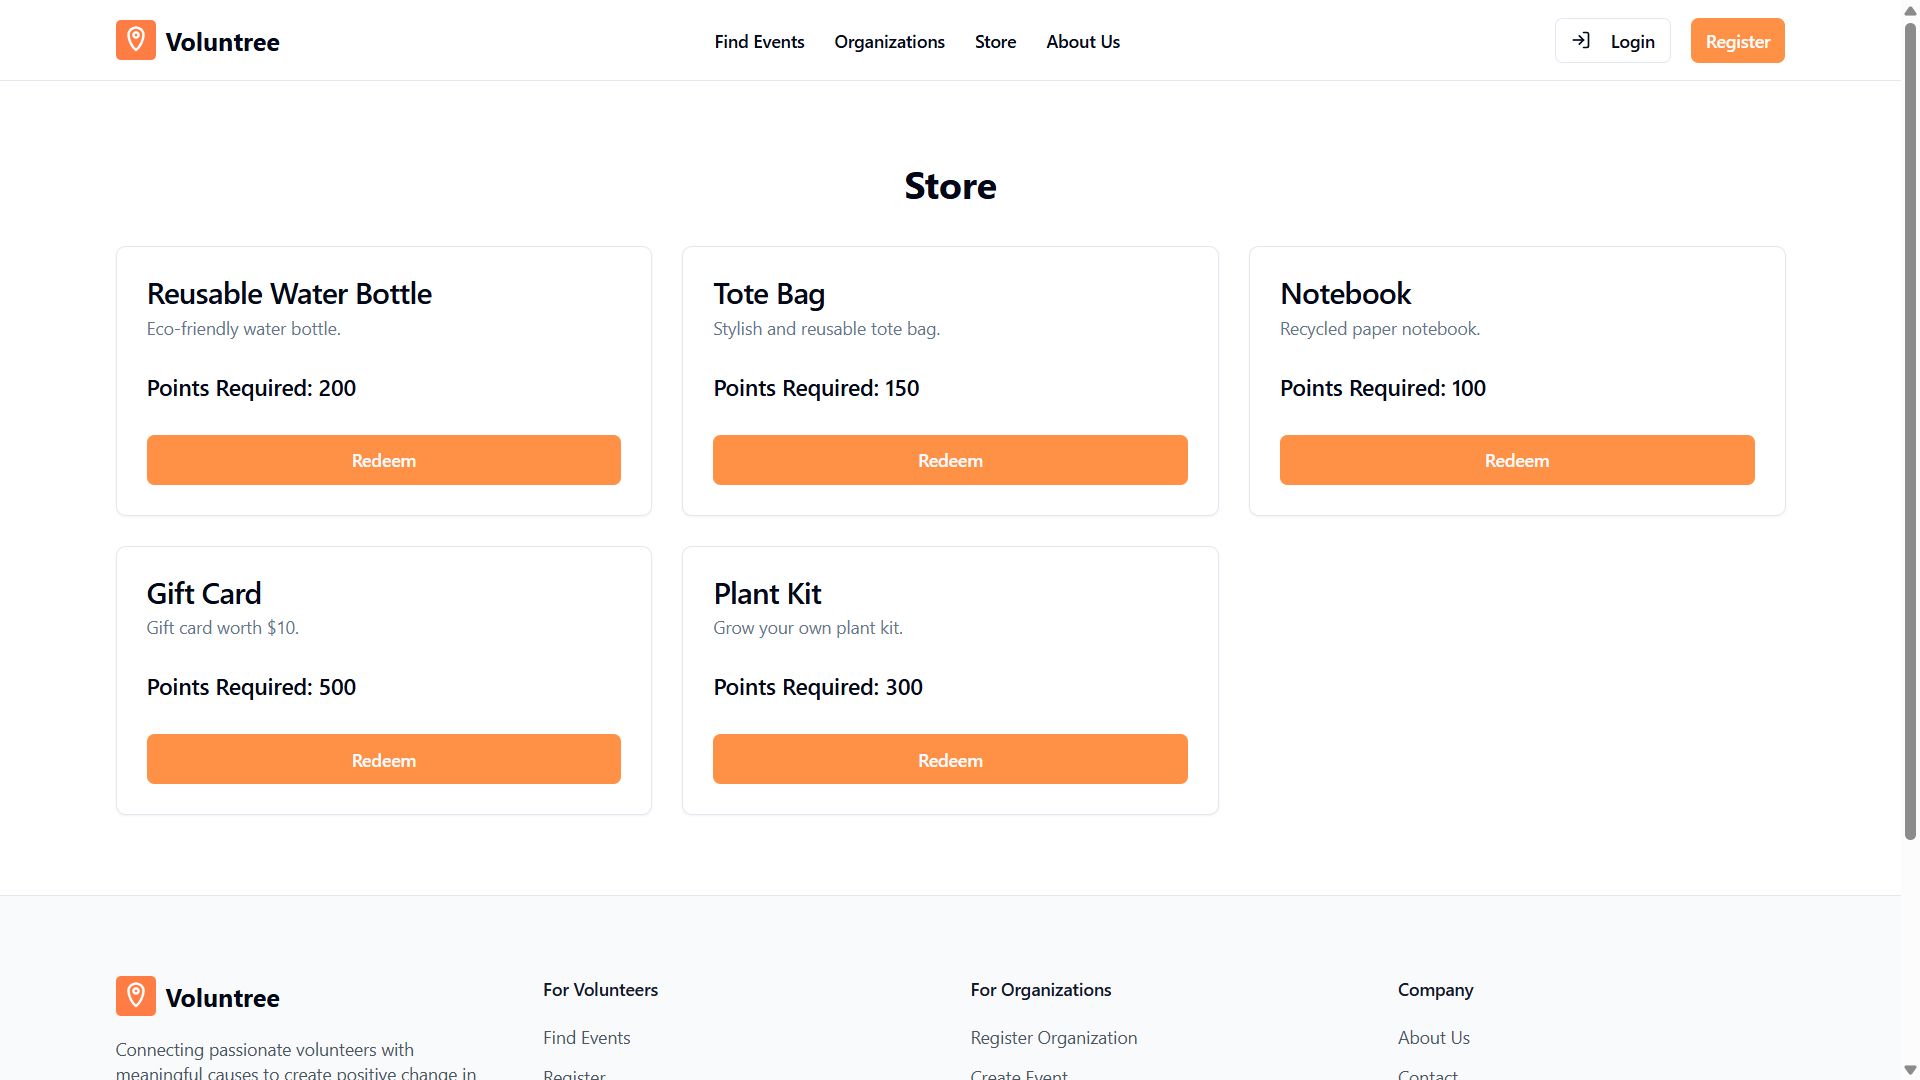 Voluntree
Find Events
Organizations
Store
About Us
Login
Register
Store
Reusable Water Bottle
Eco-friendly water bottle.
Points Required: 200
Redeem
Tote Bag
Stylish and reusable tote bag.
Points Required: 150
Redeem
Notebook
Recycled paper notebook.
Points Required: 100
Redeem
Gift Card
Gift card worth $10.
Points Required: 500
Redeem
Plant Kit
Grow your own plant kit.
Points Required: 300
Redeem
Voluntree
Connecting passionate volunteers with
meaningful causes to create positive change in
For Volunteers
Find Events
Register
For Organizations
Register Organization
Create Event
Company
About Us
Contact